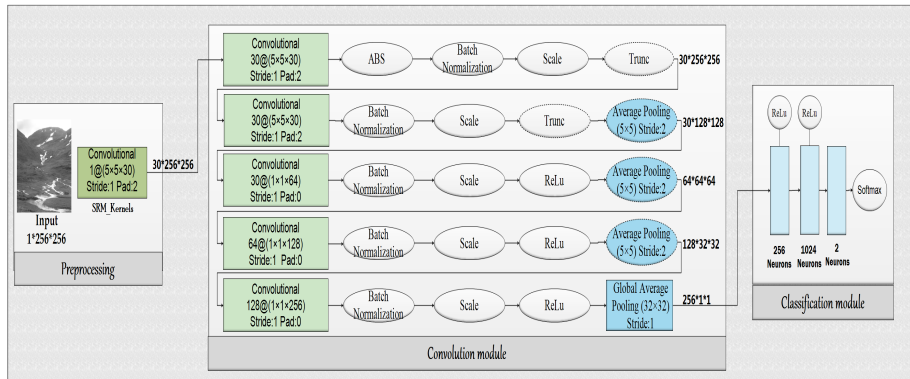 Input
1*256*256
Convolutional
1@(5×5×30)
Stride:1 Pad:2
SRM_Kernels
30*256*256
Preprocessing
Convolutional
30@(5×5×30)
Stride:1 Pad:2
ABS
Batch
Normalization
Scale
Trunc
30*256*256
Convolutional
30@(5×5×30)
Stride:1 Pad:2
Batch
Normalization
Scale
Trunc
Average Pooling
(5×5) Stride:2
30*128*128
Convolutional
30@(1×1×64)
Stride:1 Pad:0
Batch
Normalization
Scale
ReLu
Average Pooling
(5×5) Stride:2
64*64*64
Convolutional
64@(1×1×128)
Stride:1 Pad:0
Batch
Normalization
Scale
ReLu
Average Pooling
(5×5) Stride:2
128*32*32
Convolutional
128@(1×1×256)
Stride:1 Pad:0
Batch
Normalization
Scale
ReLu
Global Average
Pooling (32×32)
Stride:1
256*1*1
Convolution module
ReLu
ReLu
Softmax
256
Neurons
1024
Neurons
2
Neurons
Classification module